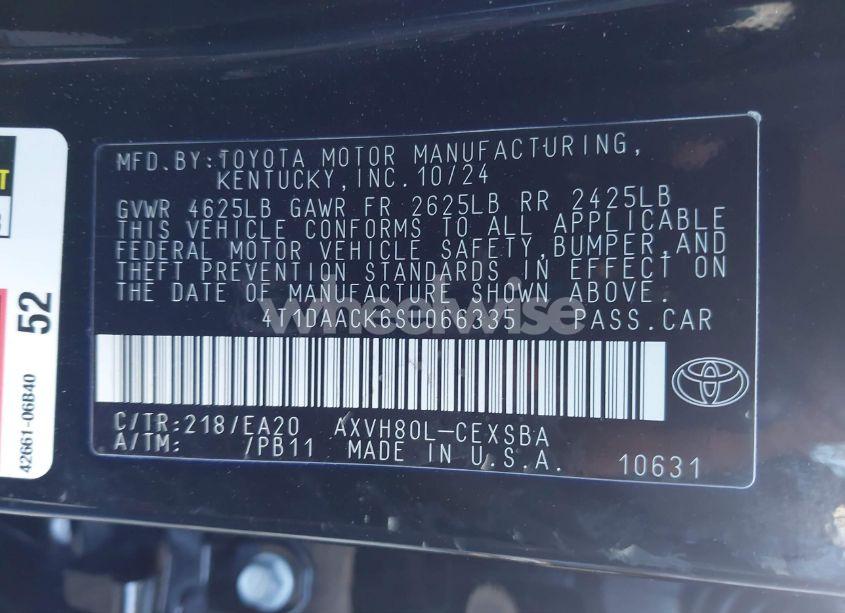 MFD.BY:TOYOTA MOTOR MANUFACTURING,
KENTUCKY,INC.10/24
GVWR 4625LB GAWR FR 2625LB RR 2425LB
THIS VEHICLE CONFORMS TO ALL APPLICABLE
FEDERAL MOTOR VEHICLE SAFETY,BUMPER,AND
THEFT PREVENTION STANDARDS IN EFFECT ON
THE DATE OF MANUFACTURE SHOWN ABOVE.
PASS.CAR
wheelwise
C/TR:218/EA20 AXVH80L-CEXSBA
A/TM: /PB11 MADE IN U.S.A. 10631
52
42661-06B40